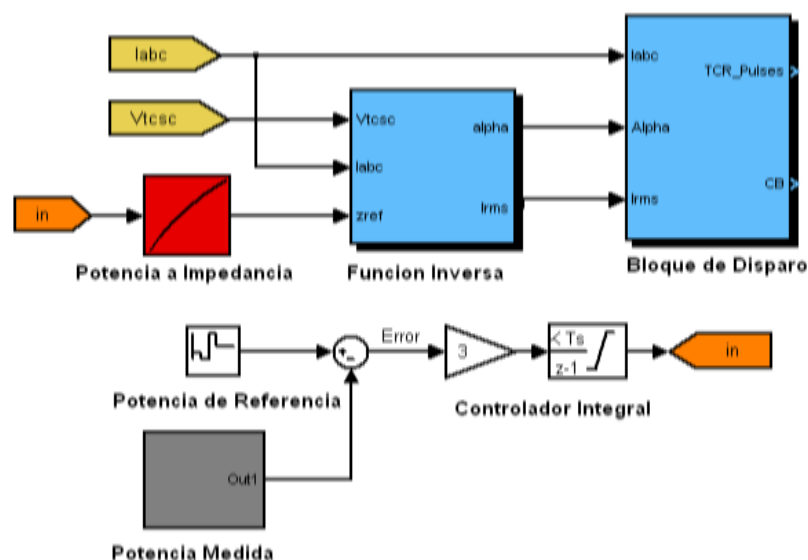 Iabc
Iabc
TCR_Pulses
Vtcsc
Vtcsc
alpha
Alpha
Iabc
CB
in
zref
Irms
Irms
Potencia a Impedancia
Funcion Inversa
Bloque de Disparo
Error
3
< Ts
z-1
in
Potencia de Referencia
Controlador Integral
Out1
Potencia Medida